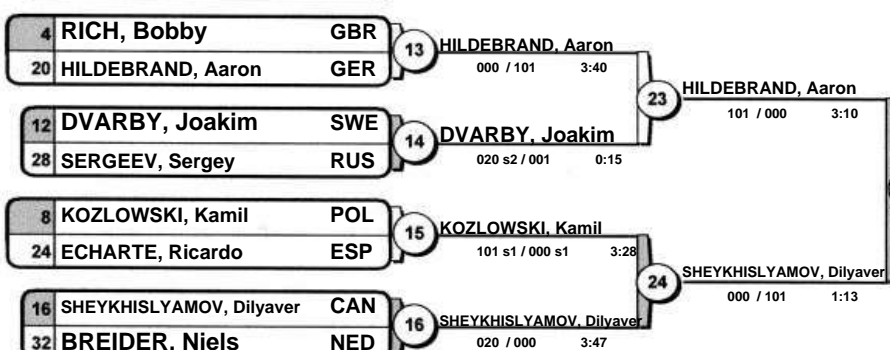 4 RICH, Bobby GBR
20 HILDEBRAND, Aaron GER
13
HILDEBRAND, Aaron
000 / 101 3:40
12 DVARBY, Joakim SWE
28 SERGEEV, Sergey RUS
14
DVARBY, Joakim
020 s2 / 001 0:15
23
HILDEBRAND, Aaron
101 / 000 3:10
8 KOZLOWSKI, Kamil POL
24 ECHARTE, Ricardo ESP
15
KOZLOWSKI, Kamil
101 s1 / 000 s1 3:28
16 SHEYKHISLYAMOV, Dilyaver CAN
32 BREIDER, Niels NED
16
SHEYKHISLYAMOV, Dilyaver
020 / 000 3:47
24
SHEYKHISLYAMOV, Dilyaver
000 / 101 1:13